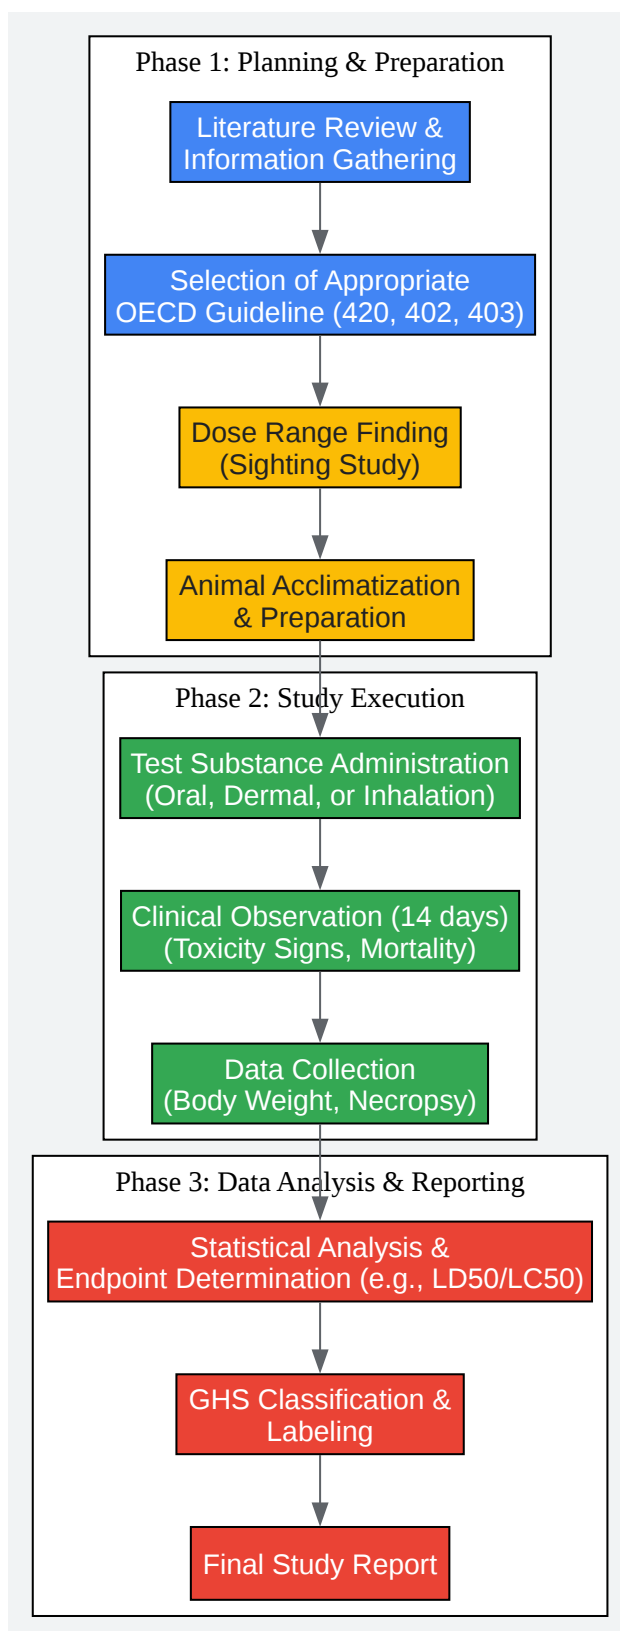 Phase 1: Planning & Preparation
Literature Review &
Information Gathering
Selection of Appropriate
OECD Guideline (420, 402, 403)
Dose Range Finding
(Sighting Study)
Animal Acclimatization
& Preparation
Phase 2: Study Execution
Test Substance Administration
(Oral, Dermal, or Inhalation)
Clinical Observation (14 days)
(Toxicity Signs, Mortality)
Data Collection
(Body Weight, Necropsy)
Phase 3: Data Analysis & Reporting
Statistical Analysis &
Endpoint Determination (e.g., LD50/LC50)
GHS Classification &
Labeling
Final Study Report